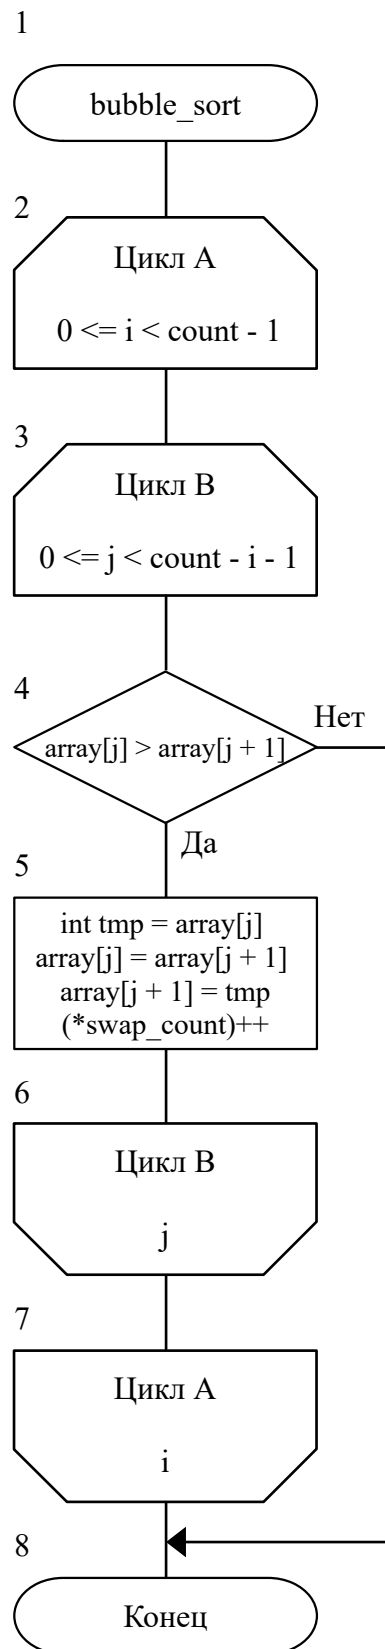 1
bubble_sort
2
Цикл A
0 <= i < count - 1
3
Цикл B
0 <= j < count - i - 1
4
Нет
array[j] > array[j + 1]
Да
5
int tmp = array[j]
array[j] = array[j + 1]
array[j + 1] = tmp
(*swap_count)++
6
Цикл B
j
7
Цикл A
i
8
Конец